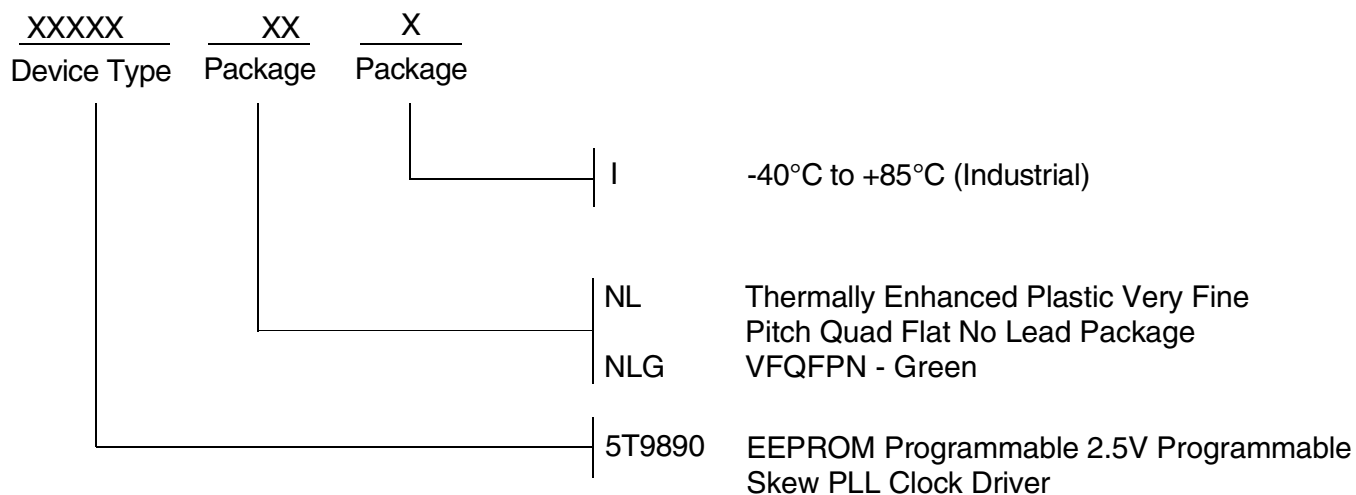 XXXXX XX X
Device Type Package Package
I -40°C to +85°C (Industrial)
NL Thermally Enhanced Plastic Very Fine
Pitch Quad Flat No Lead Package
NLG VFQFPN - Green
5T9890 EEPROM Programmable 2.5V Programmable
Skew PLL Clock Driver